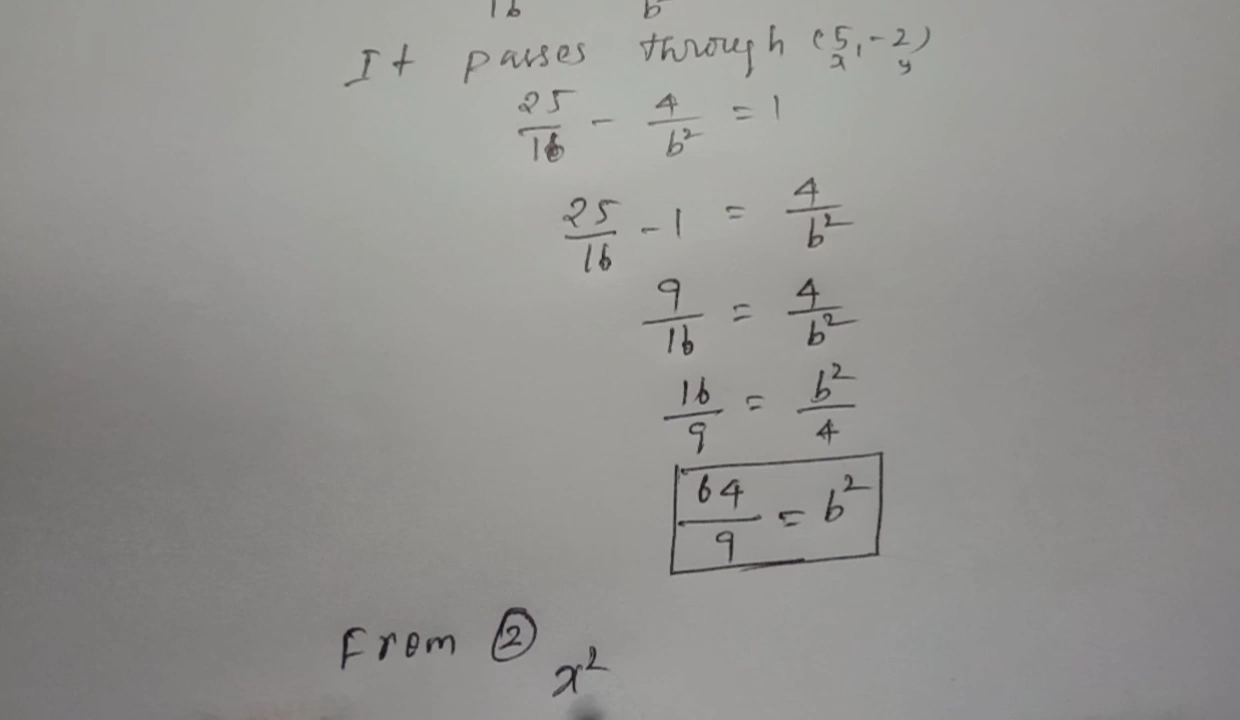 16 b
It passes through (5, -2)
x y
25/16 - 4/b² = 1
25/16 - 1 = 4/b²
9/16 = 4/b²
16/9 = b²/4
64/9 = b²
From ②
x²